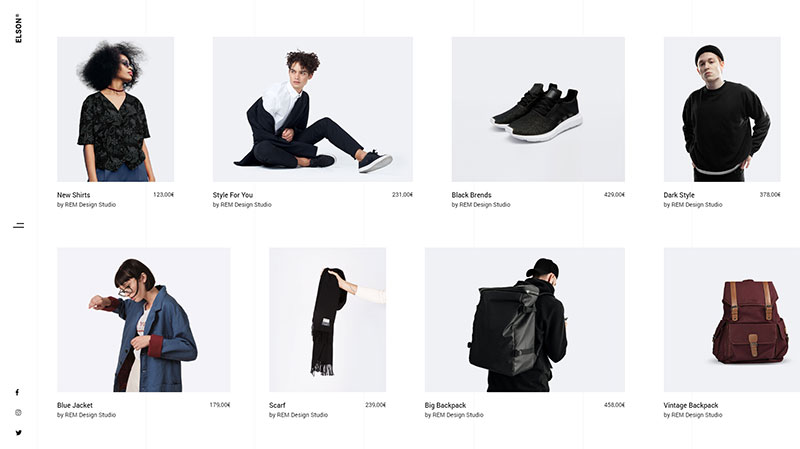 ELSON®
New Shirts 123.00€
by REM Design Studio
Style For You 231.00€
by REM Design Studio
Black Brends 429.00€
by REM Design Studio
Dark Style 378.00€
by REM Design Studio
Blue Jacket 179.00€
by REM Design Studio
Scarf 239.00€
by REM Design Studio
Big Backpack 458.00€
by REM Design Studio
Vintage Backpack
by REM Design Studio